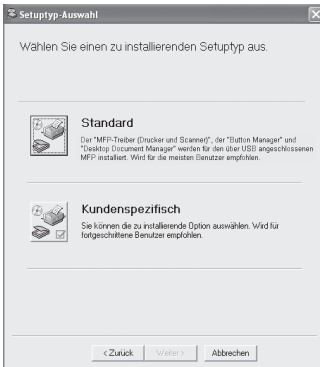 Setuptyp-Auswahl
Wählen Sie einen zu installierenden Setuptyp aus.
Standard
Der "MFP-Treiber (Drucker und Scanner)", der "Button Manager" und
"Desktop Document Manager" werden für den über USB angeschlossenen
MFP installiert. Wird für die meisten Benutzer empfohlen.
Kundenspezifisch
Sie können die zu installierende Option auswählen. Wird für
fortgeschrittene Benutzer empfohlen.
< Zurück Weiter > Abbrechen